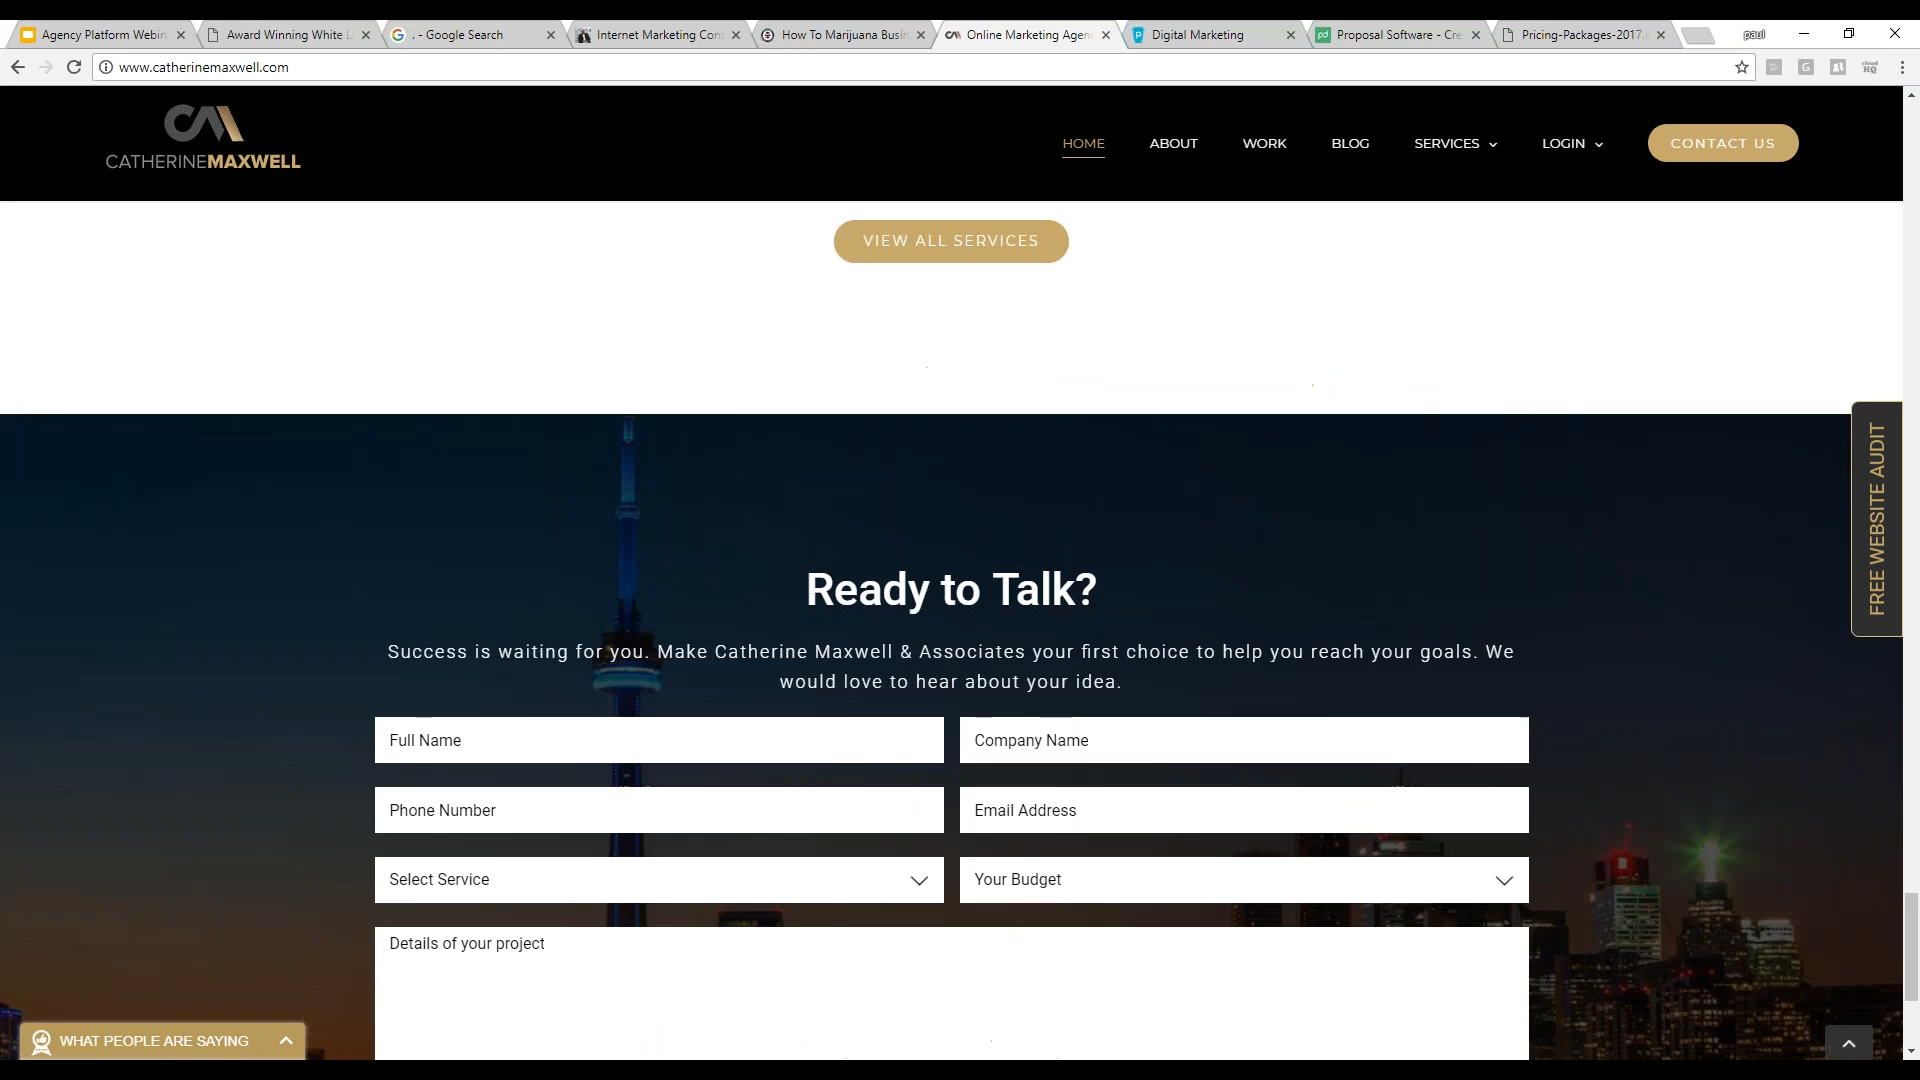 Agency Platform Webin
Award Winning White L
. - Google Search
Internet Marketing Con
How To Marijuana Busin
Online Marketing Agen
Digital Marketing
Proposal Software - Cre
Pricing-Packages-2017.
paul
www.catherinemaxwell.com
CATHERINEMAXWELL
HOME
ABOUT
WORK
BLOG
SERVICES
LOGIN
CONTACT US
VIEW ALL SERVICES
FREE WEBSITE AUDIT
Ready to Talk?
Success is waiting for you. Make Catherine Maxwell & Associates your first choice to help you reach your goals. We
would love to hear about your idea.
Full Name
Company Name
Phone Number
Email Address
Select Service
Your Budget
Details of your project
WHAT PEOPLE ARE SAYING